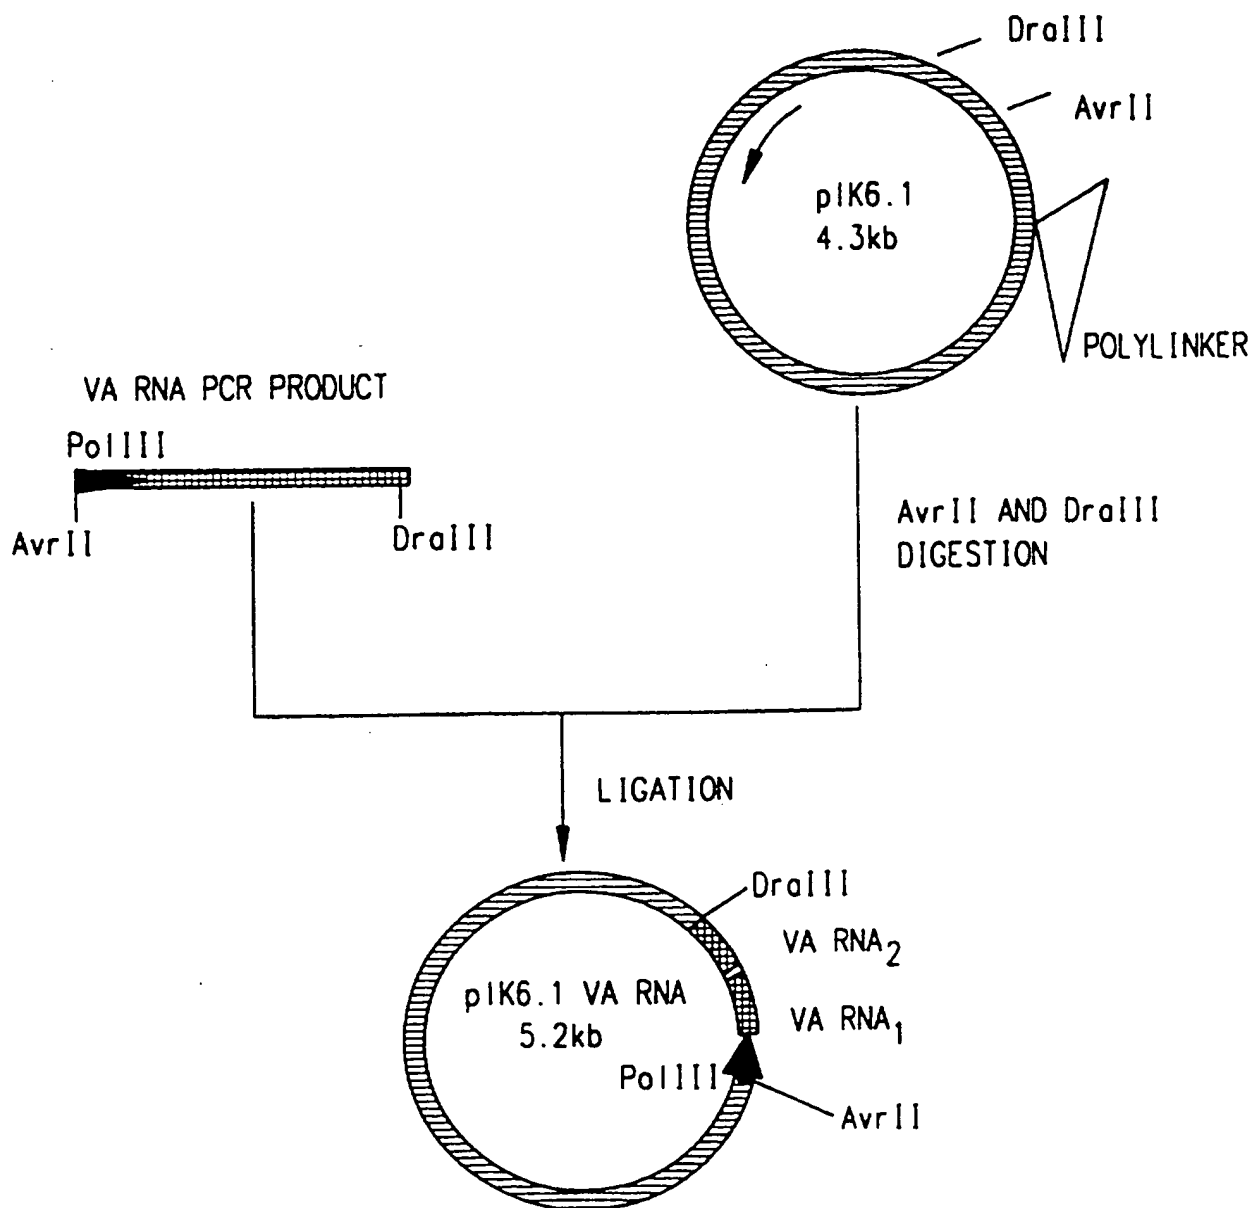 DraIII
AvrII
pIK6.1
4.3kb
POLYLINKER
VA RNA PCR PRODUCT
PolIII
AvrII
DraIII
AvrII AND DraIII
DIGESTION
LIGATION
DraIII
VA RNA2
pIK6.1 VA RNA
5.2kb
VA RNA1
PolIII
AvrII